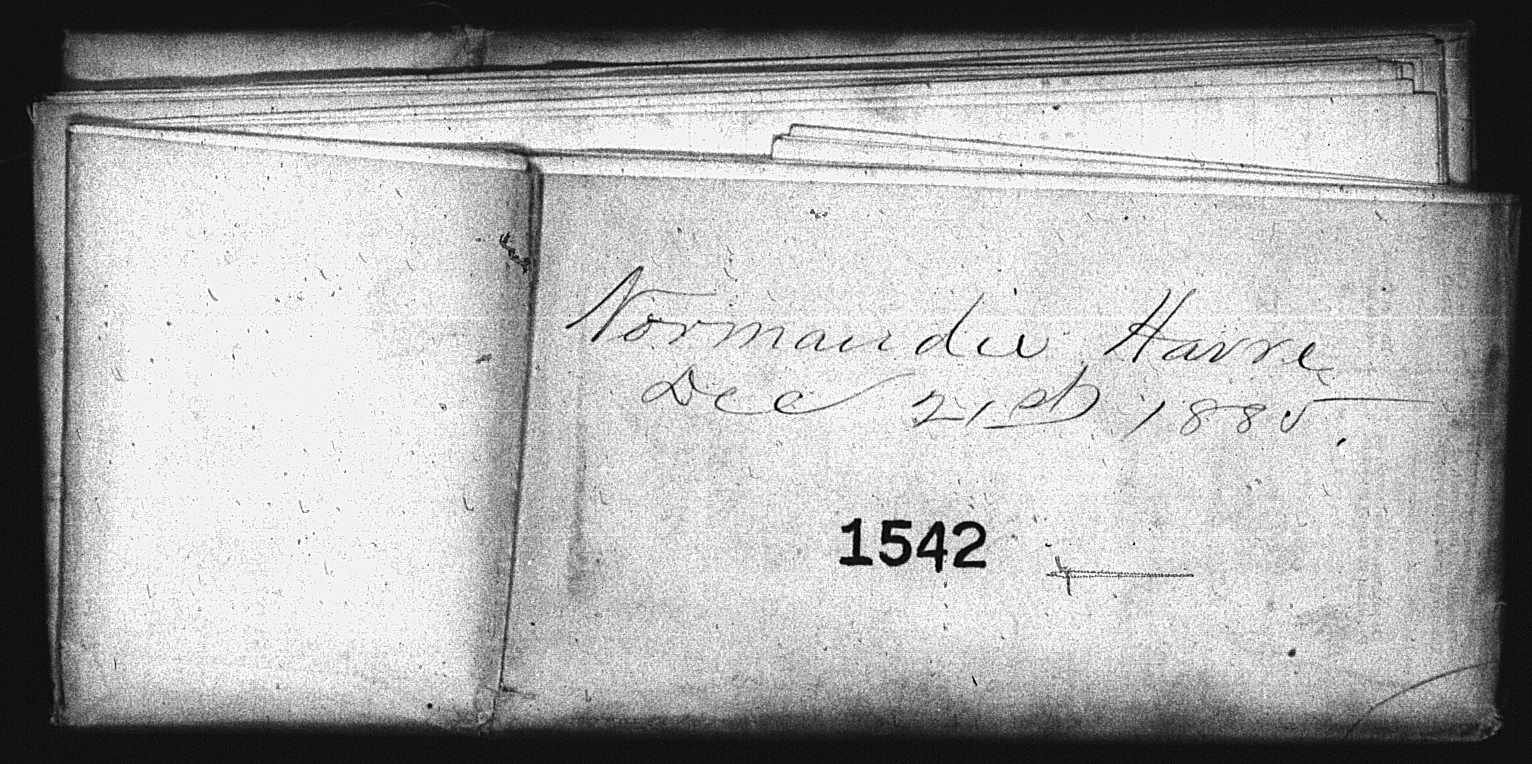 Normandie Havre
Dec 21st 1885.
1542